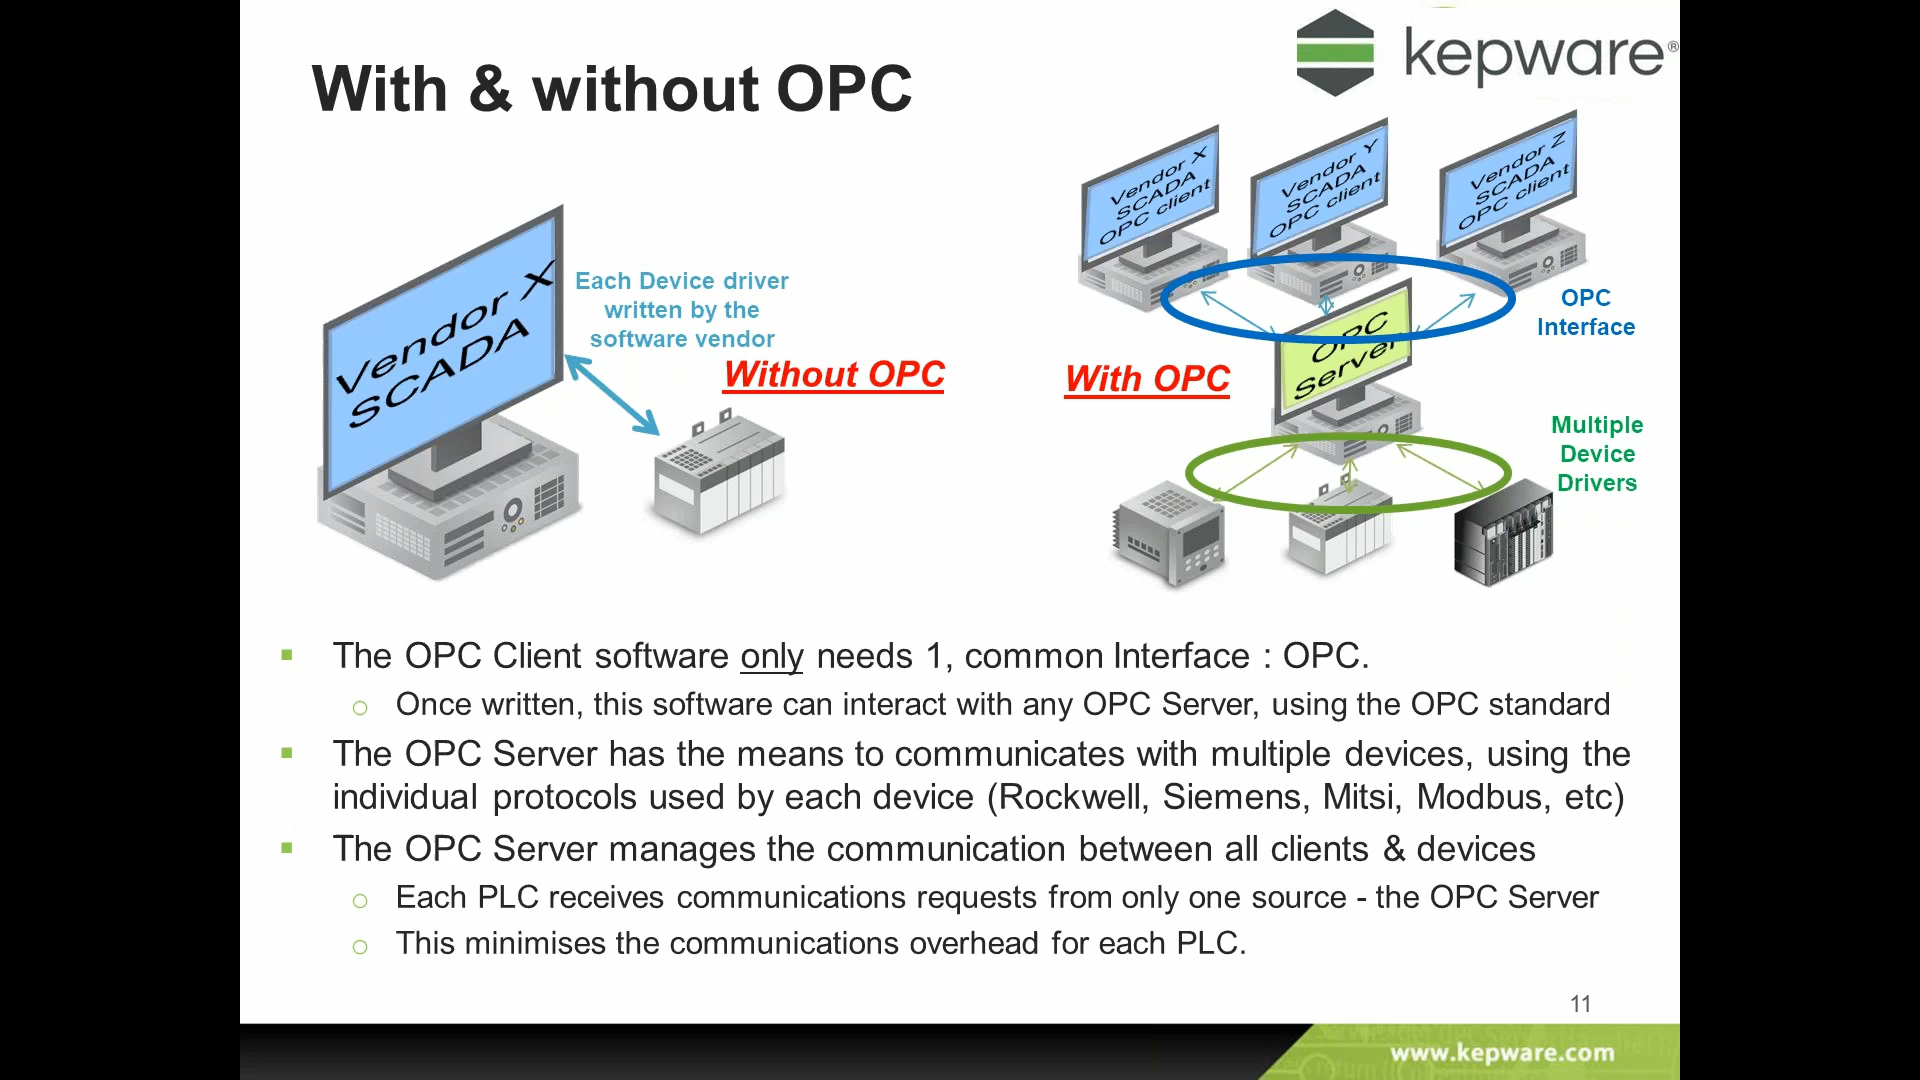 With & without OPC
kepware®
Vendor X
SCADA
Each Device driver
written by the
software vendor
Without OPC
With OPC
Vendor X
SCADA
OPC client
Vendor Y
SCADA
OPC client
Vendor Z
SCADA
OPC client
OPC
Interface
OPC
Server
Multiple
Device
Drivers
▪ The OPC Client software only needs 1, common Interface : OPC.
o Once written, this software can interact with any OPC Server, using the OPC standard
▪ The OPC Server has the means to communicates with multiple devices, using the
individual protocols used by each device (Rockwell, Siemens, Mitsi, Modbus, etc)
▪ The OPC Server manages the communication between all clients & devices
o Each PLC receives communications requests from only one source - the OPC Server
o This minimises the communications overhead for each PLC.
11
www.kepware.com